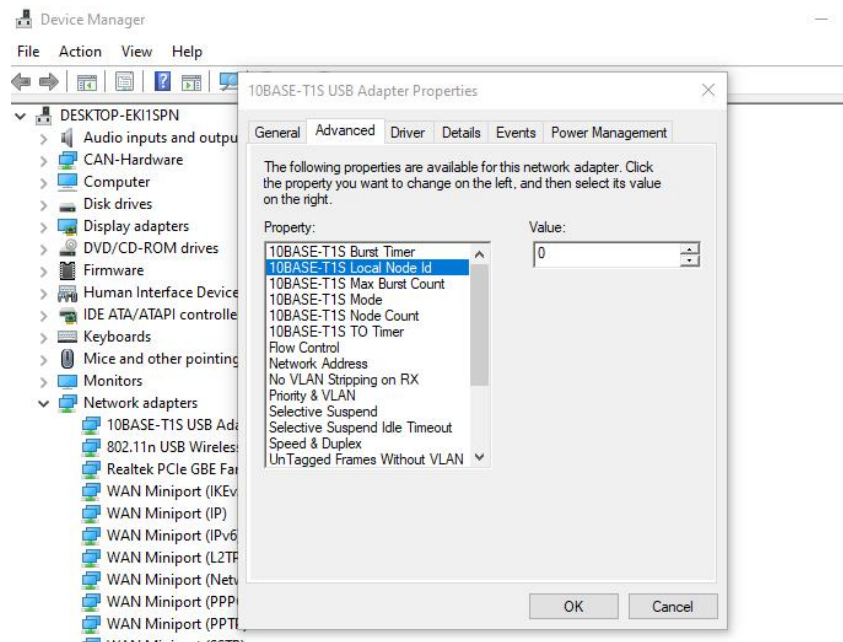 Device Manager
File Action View Help
DESKTOP-EKI1SPN
Audio inputs and outpu
CAN-Hardware
Computer
Disk drives
Display adapters
DVD/CD-ROM drives
Firmware
Human Interface Device
IDE ATA/ATAPI controlle
Keyboards
Mice and other pointing
Monitors
Network adapters
10BASE-T1S USB Ada
802.11n USB Wireles
Realtek PCIe GBE Far
WAN Miniport (IKEv
WAN Miniport (IP)
WAN Miniport (IPv6
WAN Miniport (L2TP
WAN Miniport (Netw
WAN Miniport (PPPO
WAN Miniport (PPTP)
WAN Miniport (SSTP)
10BASE-T1S USB Adapter Properties
General Advanced Driver Details Events Power Management
The following properties are available for this network adapter. Click
the property you want to change on the left, and then select its value
on the right.
Property:
Value:
10BASE-T1S Burst Timer
10BASE-T1S Local Node Id
10BASE-T1S Max Burst Count
10BASE-T1S Mode
10BASE-T1S Node Count
10BASE-T1S TO Timer
Flow Control
Network Address
No VLAN Stripping on RX
Priority & VLAN
Selective Suspend
Selective Suspend Idle Timeout
Speed & Duplex
UnTagged Frames Without VLAN
0
OK Cancel